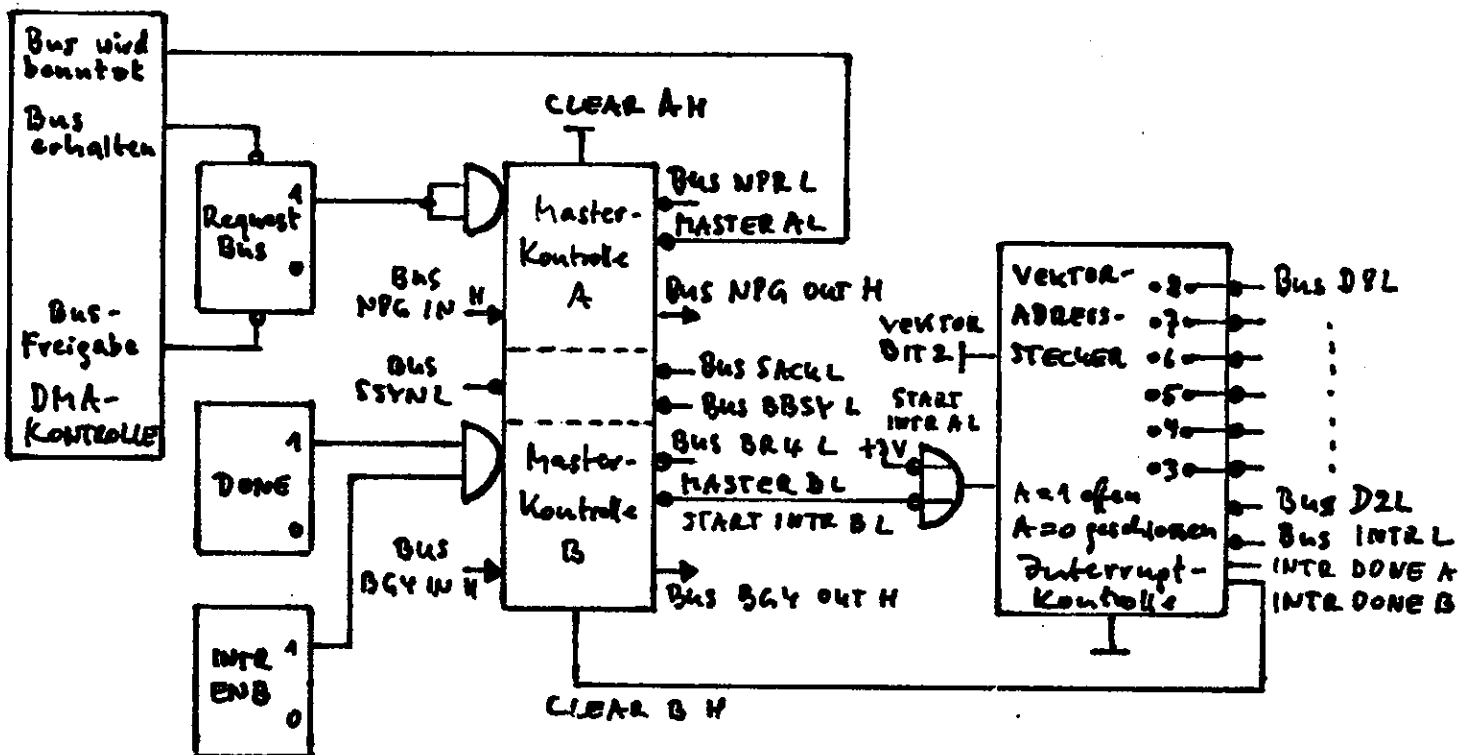 Bus wird
benutzt
Bus
erhalten
Bus-
Freigabe
DMA-
KONTROLLE
1
Request
Bus
0
CLEAR A H
Master-
Kontrolle
A
Bus NPR L
MASTER A L
BUS
NPG IN H
Bus NPG OUT H
BUS
SSYN L
Bus SACK L
Bus BBSY L
1
DONE
0
Master-
Kontrolle
B
Bus BR4 L
MASTER B L
START INTR B L
BUS
BG4 IN H
Bus BG4 OUT H
1
INTR
ENB
0
CLEAR B H
START
INTR A L
+3V
VEKTOR
BIT 2
VEKTOR-
ADRESS-
STECKER
8
7
6
5
4
3
A=1 offen
A=0 geschlossen
Interrupt-
Kontrolle
Bus D8L
Bus D2L
Bus INTR L
INTR DONE A
INTR DONE B